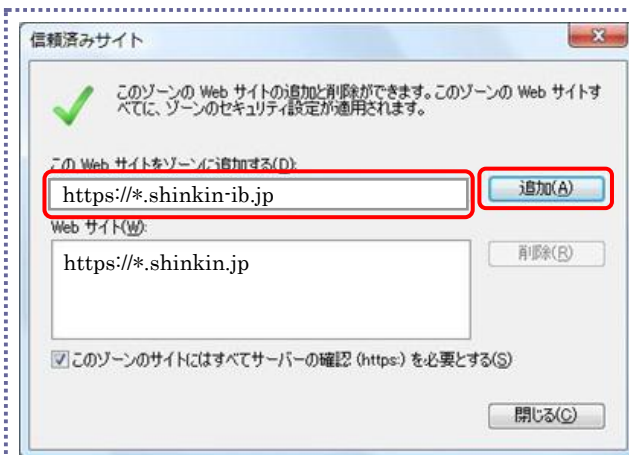 信頼済みサイト
このゾーンの Web サイトの追加と削除ができます。このゾーンの Web サイトす
べてに、ゾーンのセキュリティ設定が適用されます。
この Web サイトをゾーンに追加する(D):
https://*.shinkin-ib.jp
追加(A)
Web サイト(W):
https://*.shinkin.jp
削除(R)
このゾーンのサイトにはすべてサーバーの確認 (https:) を必要とする(S)
閉じる(C)